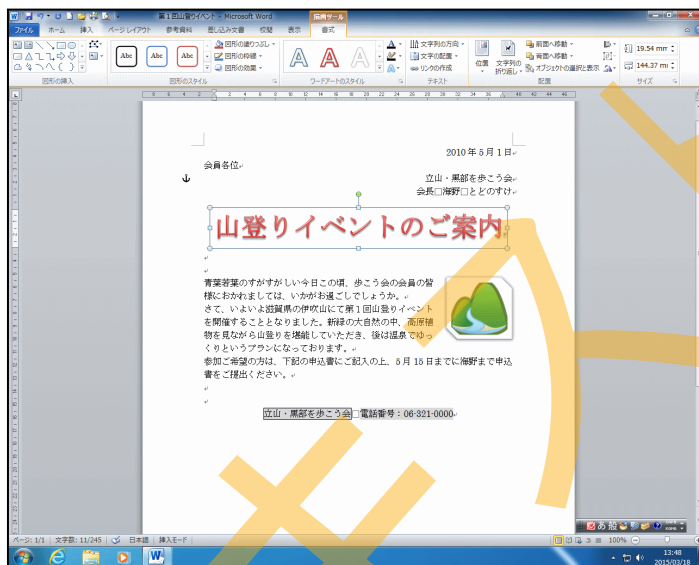 第1回山登りイベント - Microsoft Word
描画ツール
ファイル ホーム 挿入 ページ レイアウト 参考資料 差し込み文書 校閲 表示 書式
図形の塗りつぶし
図形の枠線
図形の効果
Abc Abc Abc
文字列の方向
文字の配置
リンクの作成
位置
文字列の折り返し
前面へ移動
背面へ移動
オブジェクトの選択と表示
19.54 mm
144.37 mm
図形の挿入 図形のスタイル ワードアートのスタイル テキスト 配置 サイズ
2010年5月1日
会員各位
立山・黒部を歩こう会
会長□海野□とどのすけ
山登りイベントのご案内
青葉若葉のすがすがしい今日この頃、歩こう会の会員の皆
様におかれましては、いかがお過ごしでしょうか。
さて、いよいよ滋賀県の伊吹山にて第1回山登りイベント
を開催することとなりました。新緑の大自然の中、高原植
物を見ながら山登りを堪能していただき、後は温泉でゆっ
くりというプランになっております。
参加ご希望の方は、下記の申込書にご記入の上、5月15日までに海野まで申込
書をご提出ください。
立山・黒部を歩こう会□電話番号：06-321-0000
ページ: 1/1 文字数: 11/245 日本語 挿入モード
あ 般
100%
13:48
2015/03/18